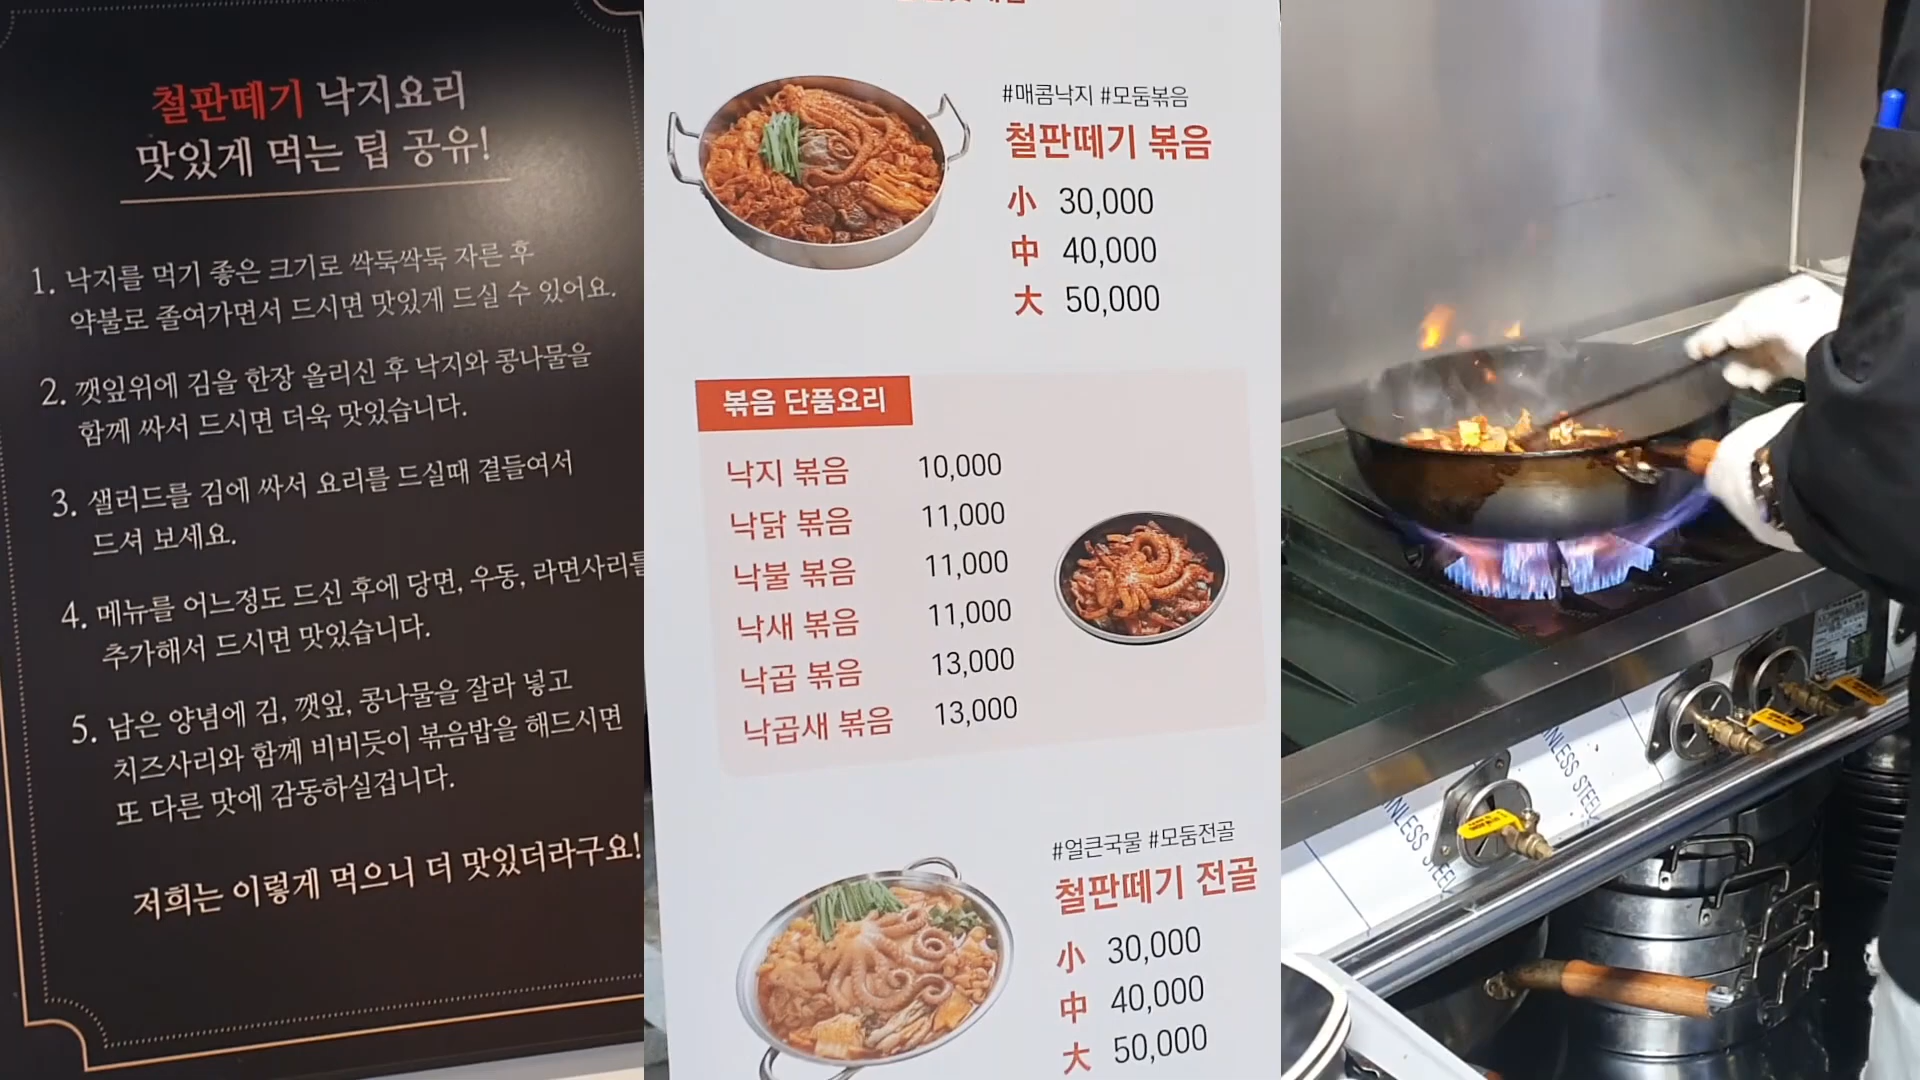 철판떼기 낙지요리
맛있게 먹는 팁 공유!
1. 낙지를 먹기 좋은 크기로 싹둑싹둑 자른 후
약불로 졸여가면서 드시면 맛있게 드실 수 있어요.
2. 깻잎위에 김을 한장 올리신 후 낙지와 콩나물을
함께 싸서 드시면 더욱 맛있습니다.
3. 샐러드를 김에 싸서 요리를 드실때 곁들여서
드셔 보세요.
4. 메뉴를 어느정도 드신 후에 당면, 우동, 라면사리를
추가해서 드시면 맛있습니다.
5. 남은 양념에 김, 깻잎, 콩나물을 잘라 넣고
치즈사리와 함께 비비듯이 볶음밥을 해드시면
또 다른 맛에 감동하실겁니다.
저희는 이렇게 먹으니 더 맛있더라구요!
#매콤낙지 #모둠볶음
철판떼기 볶음
小 30,000
中 40,000
大 50,000
볶음 단품요리
낙지 볶음 10,000
낙닭 볶음 11,000
낙불 볶음 11,000
낙새 볶음 11,000
낙곱 볶음 13,000
낙곱새 볶음 13,000
#얼큰국물 #모둠전골
철판떼기 전골
小 30,000
中 40,000
大 50,000
INLESS STEEL
INLESS STEEL